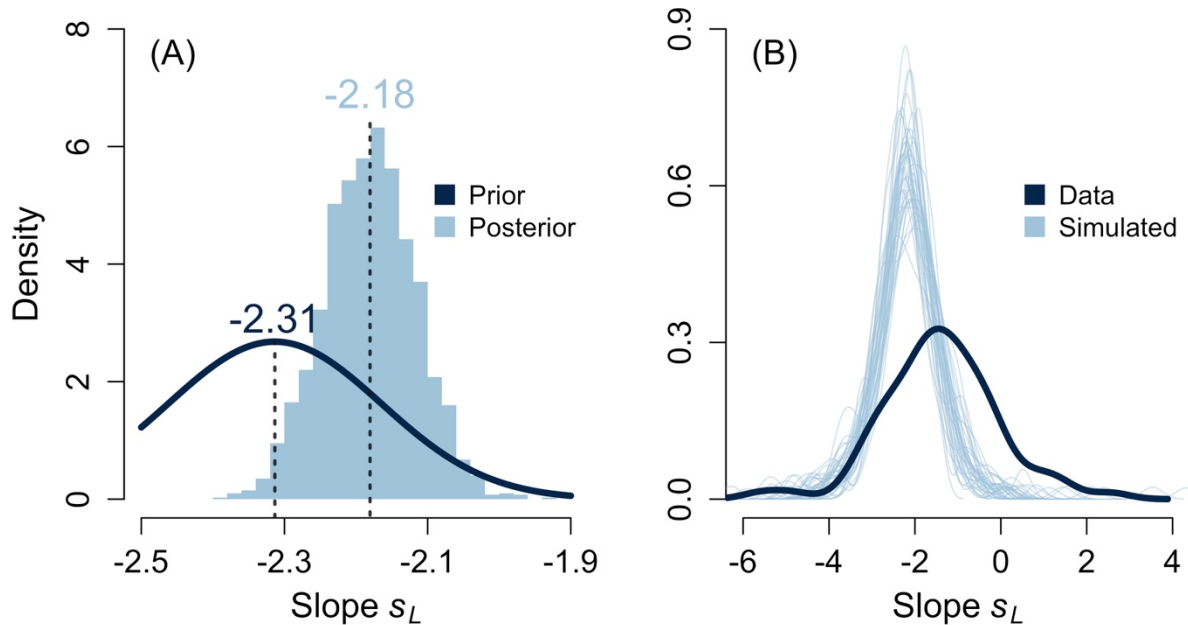 (A)
-2.18
-2.31
Prior
Posterior
Density
0
2
4
6
8
-2.5 -2.3 -2.1 -1.9
Slope s_L
(B)
Data
Simulated
0.0
0.3
0.6
0.9
-6 -4 -2 0 2 4
Slope s_L